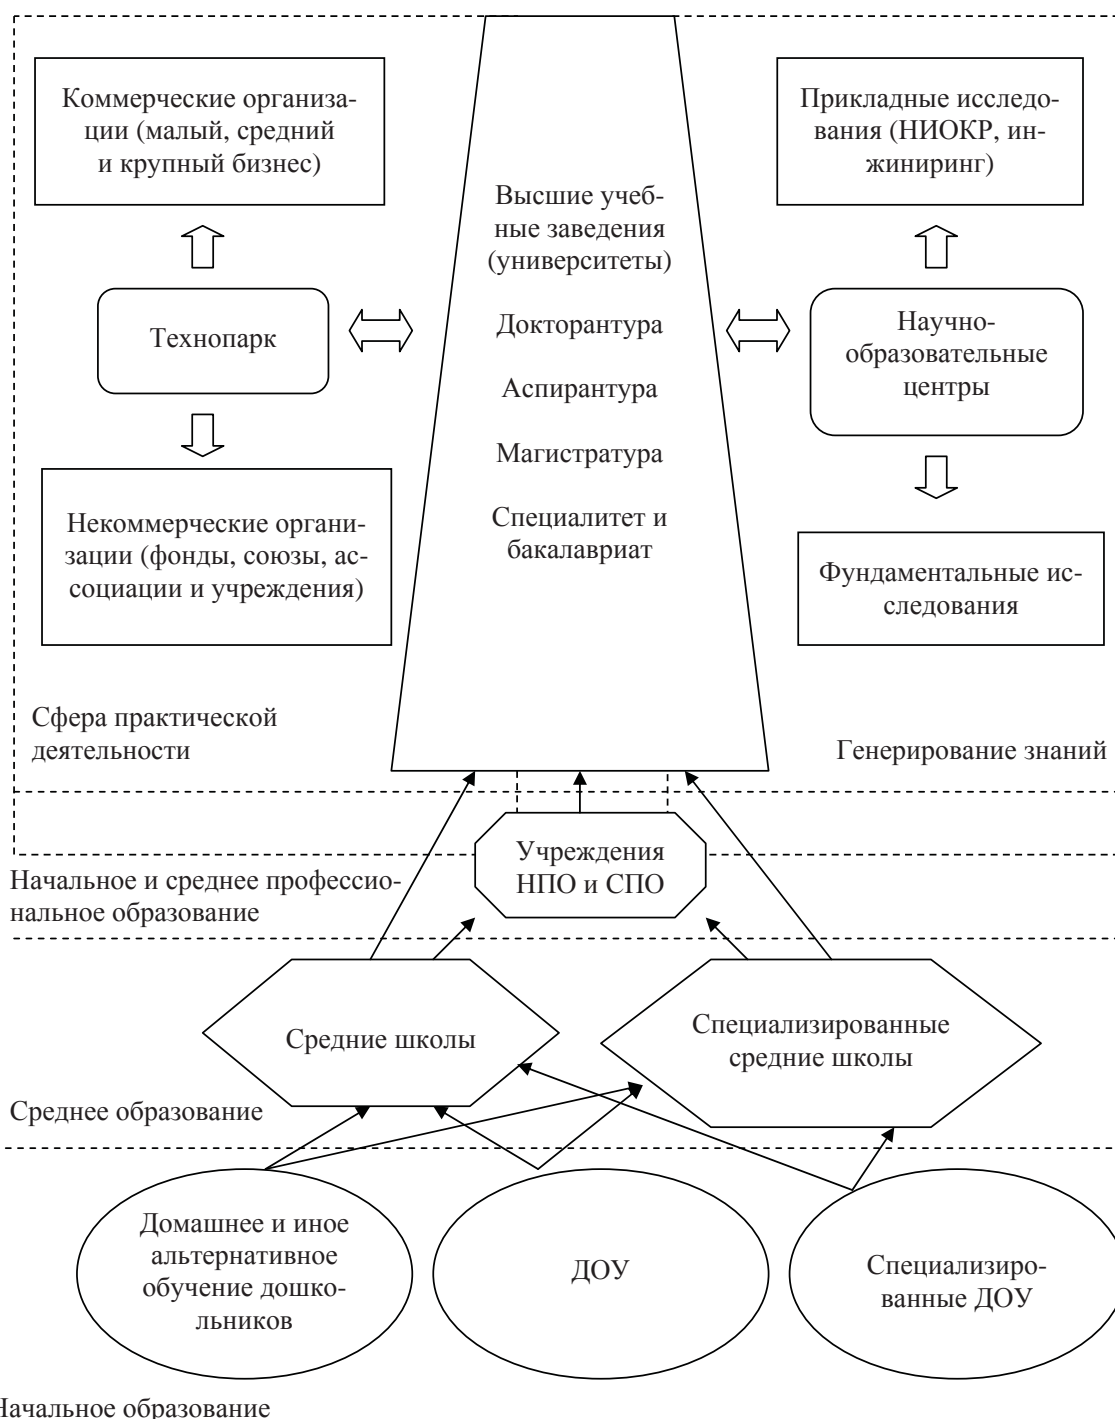 Коммерческие организа-
ции (малый, средний
и крупный бизнес)
Прикладные исследо-
вания (НИОКР, ин-
жиниринг)
Высшие учеб-
ные заведения
(университеты)
Докторантура
Аспирантура
Магистратура
Специалитет и
бакалавриат
Технопарк
Научно-
образовательные
центры
Некоммерческие органи-
зации (фонды, союзы, ас-
социации и учреждения)
Фундаментальные ис-
следования
Сфера практической
деятельности
Генерирование знаний
Учреждения
НПО и СПО
Начальное и среднее профессио-
нальное образование
Средние школы
Специализированные
средние школы
Среднее образование
Домашнее и иное
альтернативное
обучение дошко-
льников
ДОУ
Специализиро-
ванные ДОУ
Начальное образование